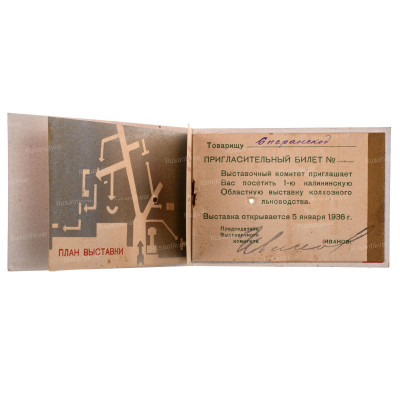 ПЛАН ВЫСТАВКИ
Товарищу Сперанской
ПРИГЛАСИТЕЛЬНЫЙ БИЛЕТ №
Выставочный комитет приглашает
Вас посетить 1-ю калининскую
Областную выставку колхозного
льноводства.
Выставка открывается 5 января 1936 г.
Председатель
Выставочного
комитета (ИВАНОВ)